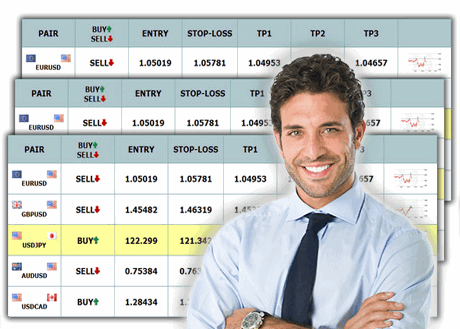 PAIR BUY SELL ENTRY STOP-LOSS TP1 TP2 TP3
EURUSD SELL 1.05019 1.05781 1.04953 1.04657
PAIR BUY SELL ENTRY STOP-LOSS TP1
EURUSD SELL 1.05019 1.05781
PAIR BUY SELL ENTRY STOP-LOSS TP1
EURUSD SELL 1.05019 1.05781 1.04953
GBPUSD SELL 1.45482 1.46319
USDJPY BUY 122.299
AUDUSD SELL 0.75384
USDCAD BUY 1.28434